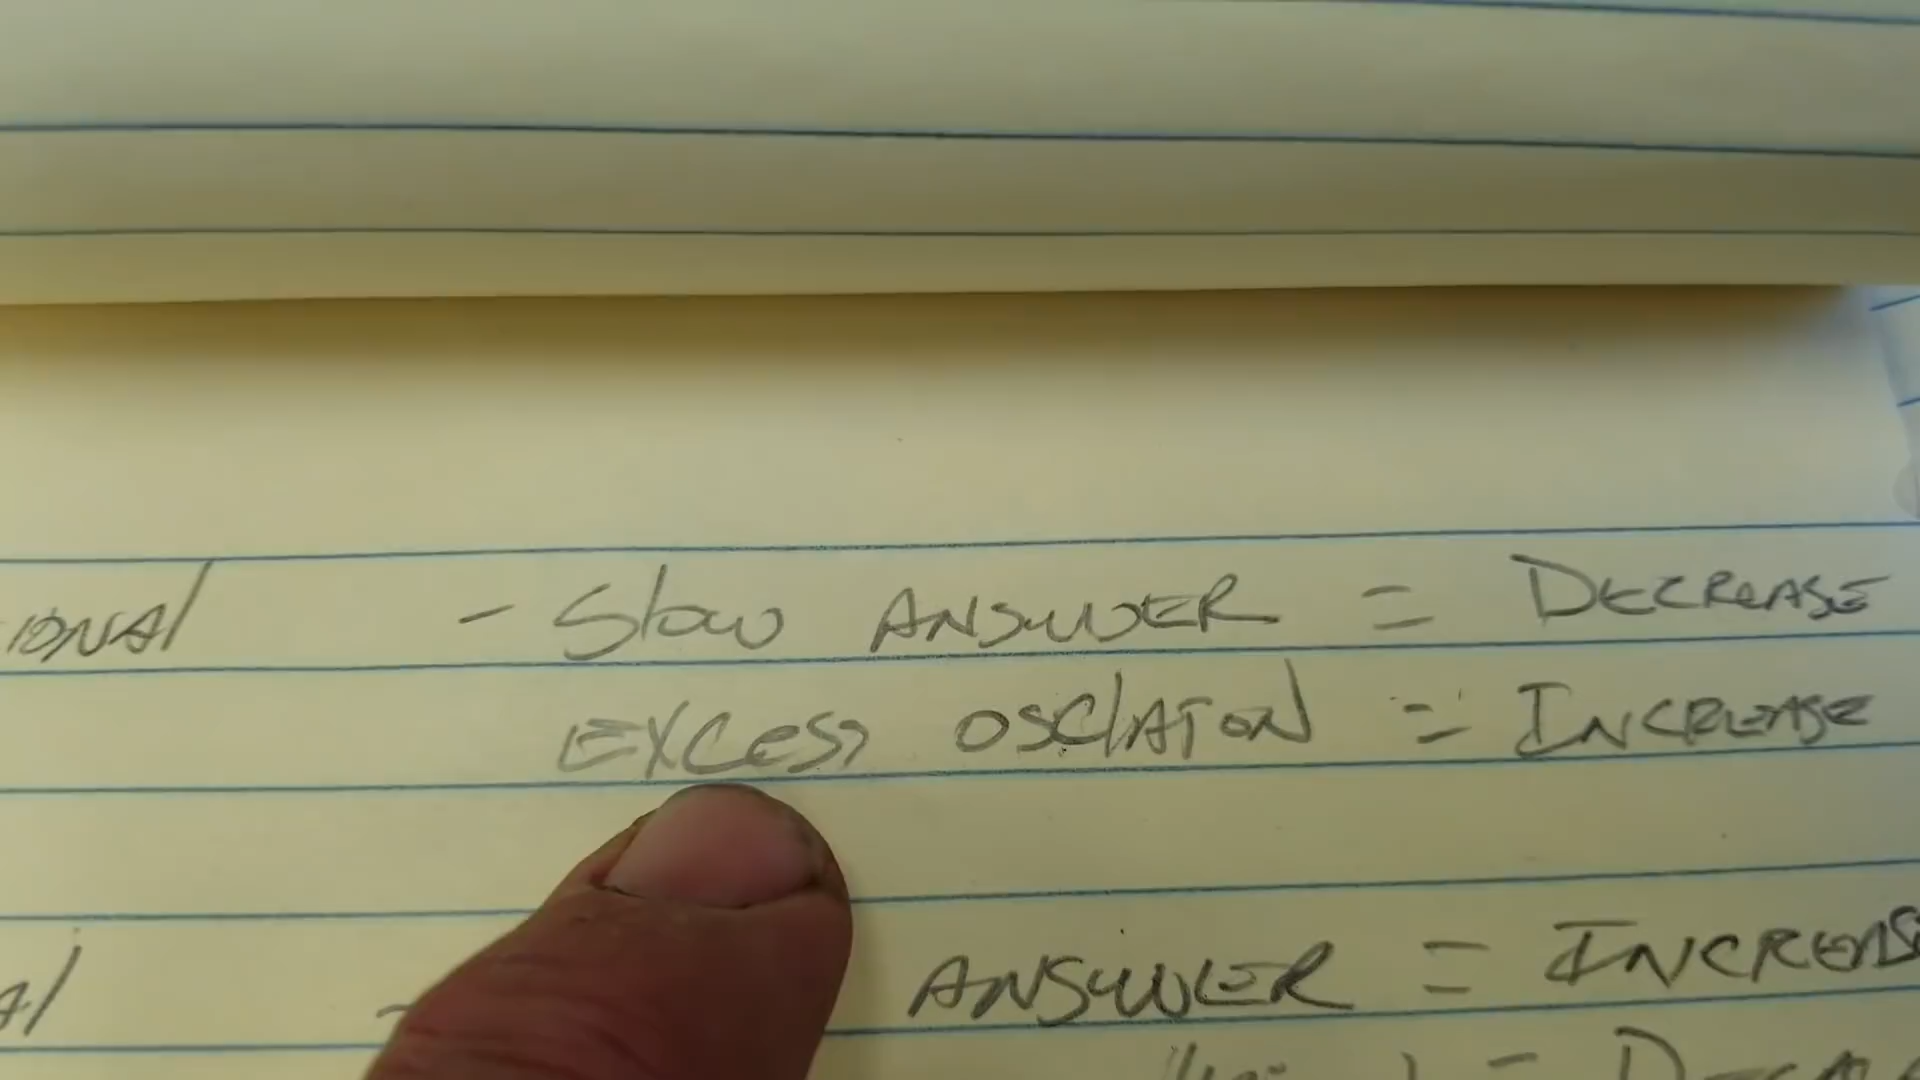 IONAl - Slow ANSWER = DECREASE
EXCESS OSClATON = INCREASE
Al - ANSWER = INCREAS